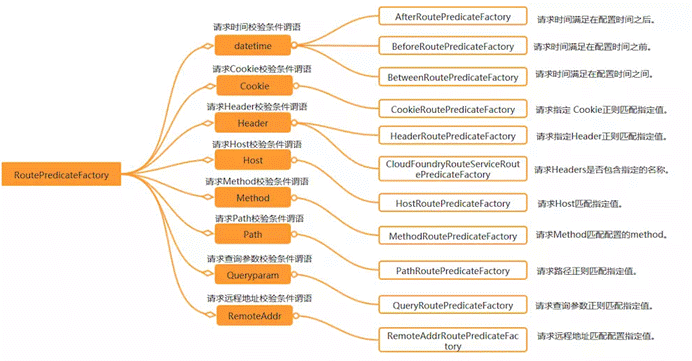 RoutePredicateFactory
请求时间校验条件谓语
datetime
AfterRoutePredicateFactory
请求时间满足在配置时间之后。
BeforeRoutePredicateFactory
请求时间满足在配置时间之前。
BetweenRoutePredicateFactory
请求时间满足在配置时间之间。
请求Cookie校验条件谓语
Cookie
CookieRoutePredicateFactory
请求指定 Cookie正则匹配指定值。
请求Header校验条件谓语
Header
HeaderRoutePredicateFactory
请求指定Header正则匹配指定值。
CloudFoundryRouteServiceRout
ePredicateFactory
请求Headers是否包含指定的名称。
请求Host校验条件谓语
Host
HostRoutePredicateFactory
请求Host匹配指定值。
请求Method校验条件谓语
Method
MethodRoutePredicateFactory
请求Method匹配配置的method。
请求Path校验条件谓语
Path
PathRoutePredicateFactory
请求路径正则匹配指定值。
请求查询参数校验条件谓语
Queryparam
QueryRoutePredicateFactory
请求查询参数正则匹配指定值。
请求远程地址校验条件谓语
RemoteAddr
RemoteAddrRoutePredicateFac
tory
请求远程地址匹配配置指定值。